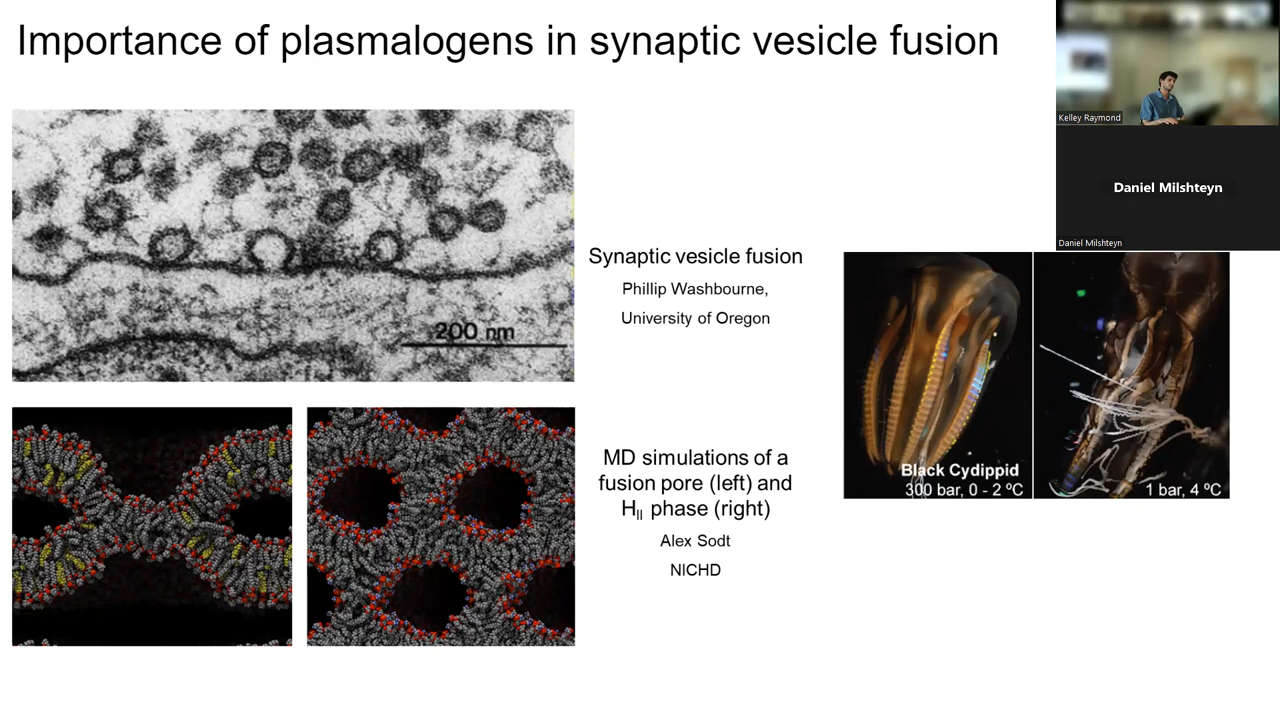 Importance of plasmalogens in synaptic vesicle fusion
Kelley Raymond
Daniel Milshteyn
Daniel Milshteyn
200 nm
Synaptic vesicle fusion
Phillip Washbourne,
University of Oregon
Black Cydippid
300 bar, 0 - 2 ºC
1 bar, 4 ºC
MD simulations of a
fusion pore (left) and
H_II phase (right)
Alex Sodt
NICHD